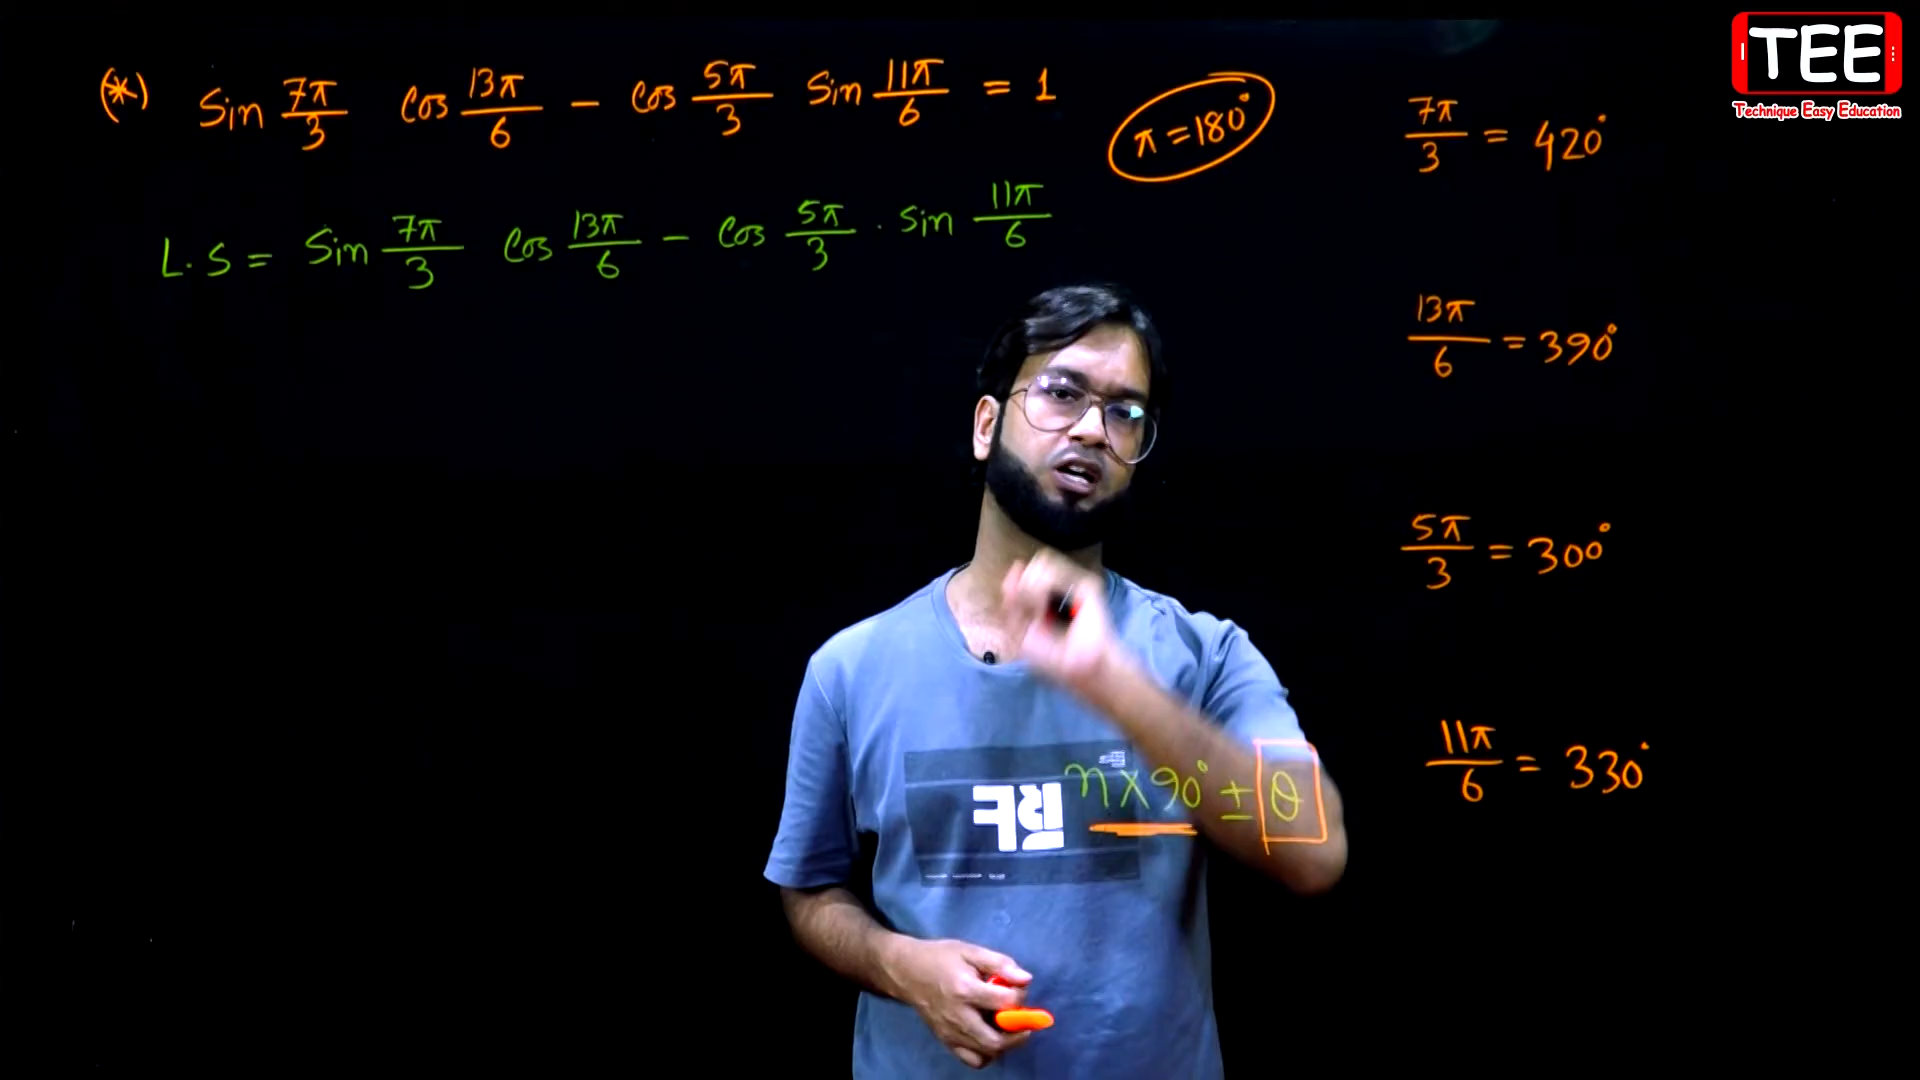 (*) Sin 7π/3 Cos 13π/6 - Cos 5π/3 Sin 11π/6 = 1
π = 180°
L.S = Sin 7π/3 Cos 13π/6 - Cos 5π/3 . Sin 11π/6
7π/3 = 420°
13π/6 = 390°
5π/3 = 300°
11π/6 = 330°
n × 90° ± θ
TEE
Technique Easy Education